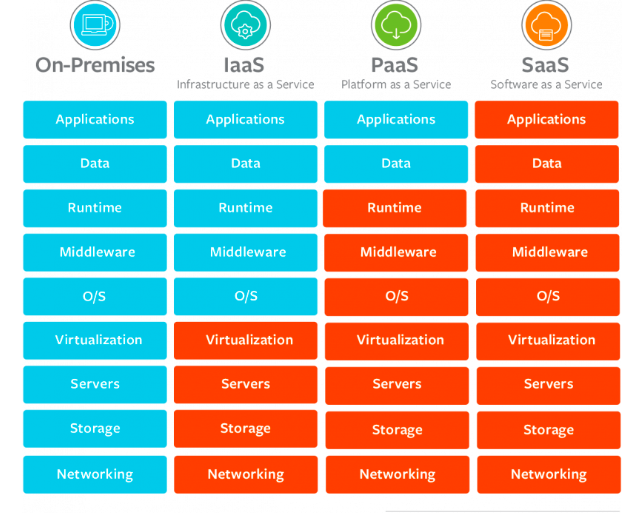 On-Premises IaaS PaaS SaaS
Infrastructure as a Service Platform as a Service Software as a Service
Applications Applications Applications Applications
Data Data Data Data
Runtime Runtime Runtime Runtime
Middleware Middleware Middleware Middleware
O/S O/S O/S O/S
Virtualization Virtualization Virtualization Virtualization
Servers Servers Servers Servers
Storage Storage Storage Storage
Networking Networking Networking Networking